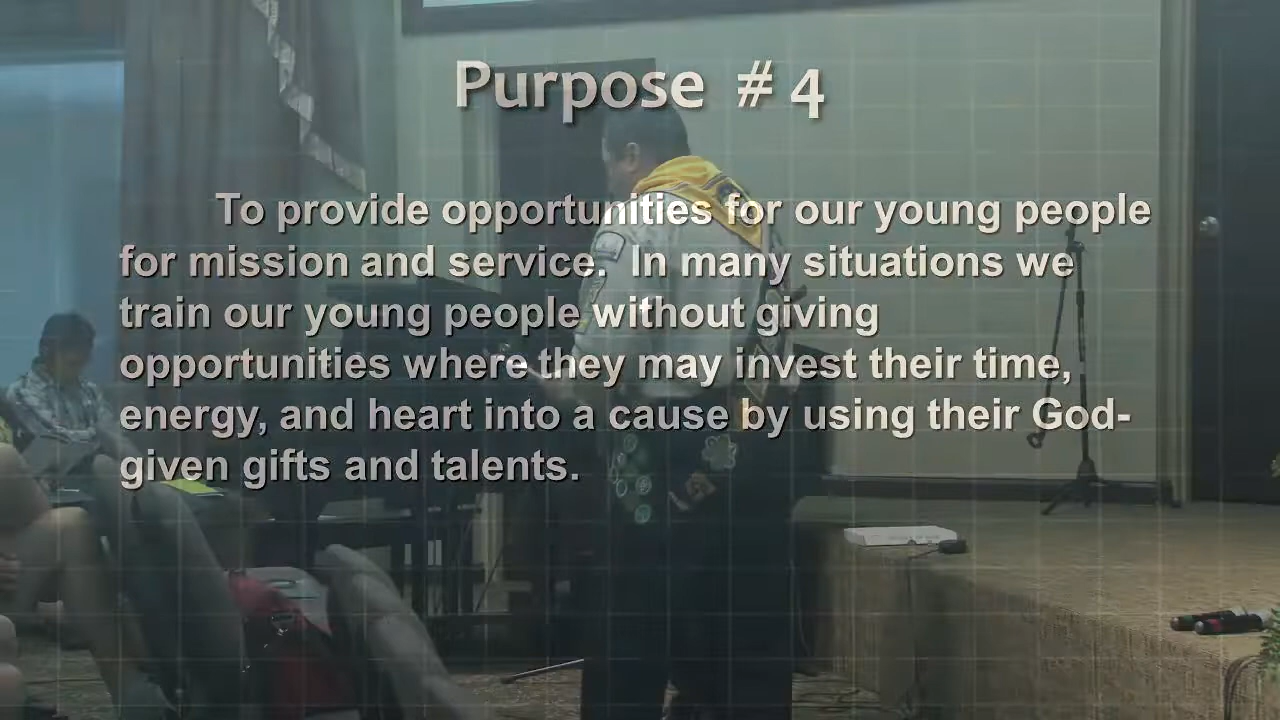 Purpose # 4
To provide opportunities for our young people
for mission and service. In many situations we
train our young people without giving
opportunities where they may invest their time,
energy, and heart into a cause by using their God-
given gifts and talents.